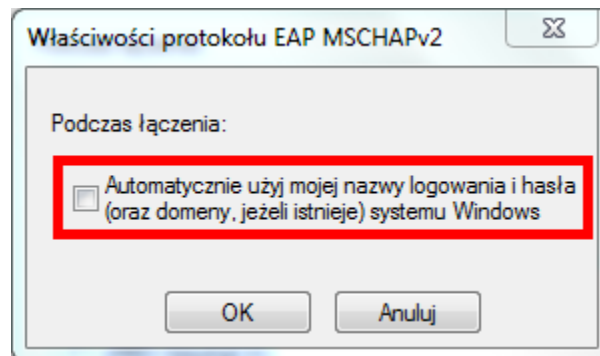 Właściwości protokołu EAP MSCHAPv2
Podczas łączenia:
Automatycznie użyj mojej nazwy logowania i hasła
(oraz domeny, jeżeli istnieje) systemu Windows
OK
Anuluj